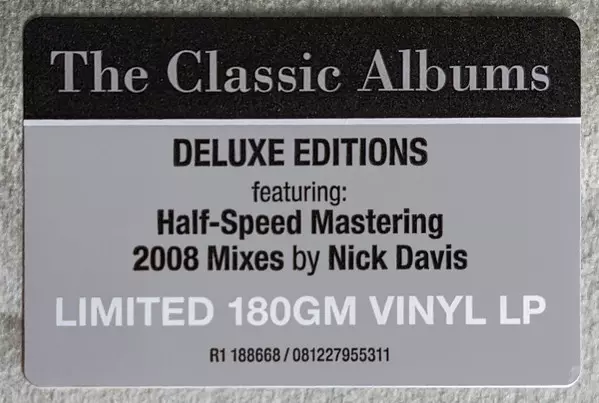 The Classic Albums
DELUXE EDITIONS
featuring:
Half-Speed Mastering
2008 Mixes by Nick Davis
LIMITED 180GM VINYL LP
R1 188668 / 081227955311